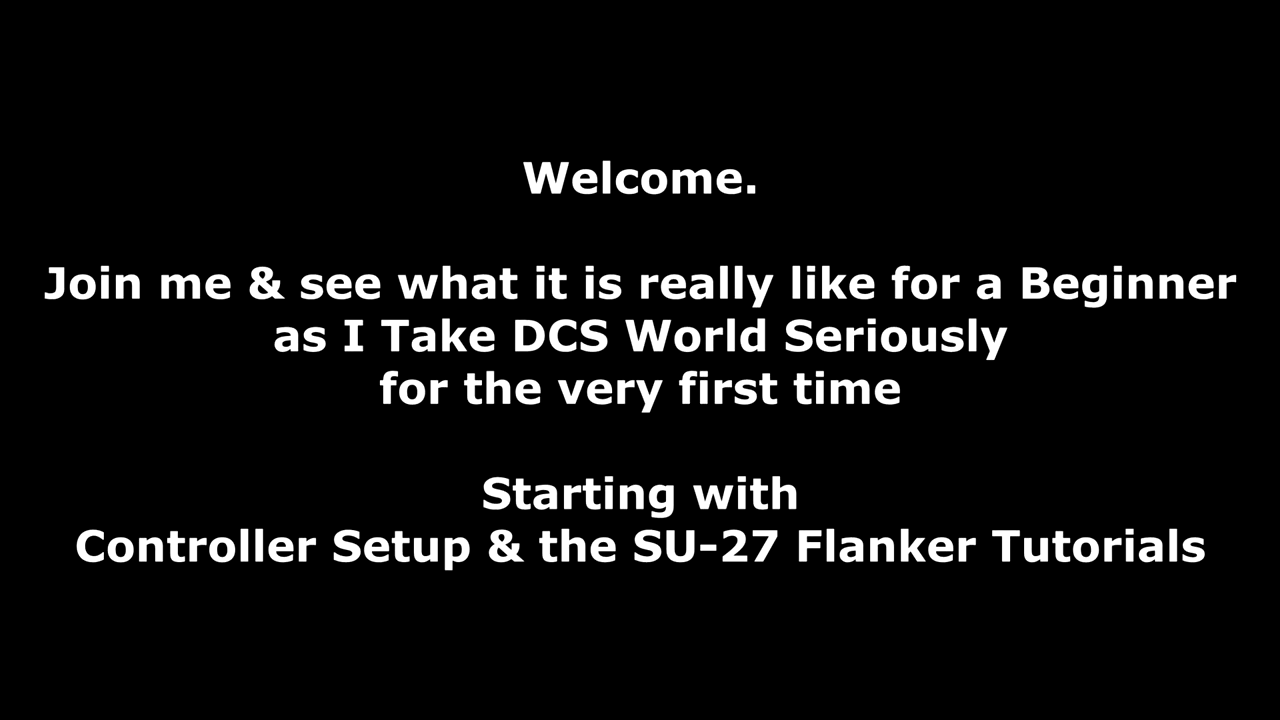 Welcome.
Join me & see what it is really like for a Beginner
as I Take DCS World Seriously
for the very first time
Starting with
Controller Setup & the SU-27 Flanker Tutorials